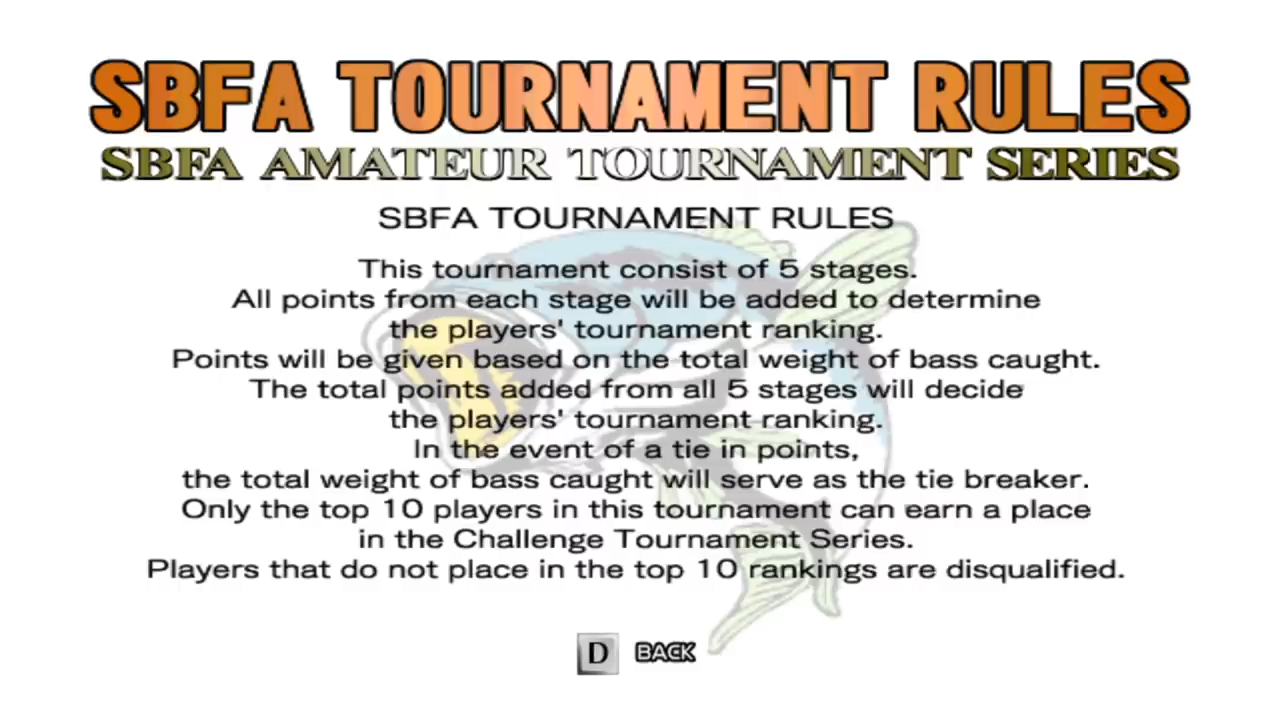 SBFA TOURNAMENT RULES
SBFA AMATEUR TOURNAMENT SERIES
SBFA TOURNAMENT RULES
This tournament consist of 5 stages.
All points from each stage will be added to determine
the players' tournament ranking.
Points will be given based on the total weight of bass caught.
The total points added from all 5 stages will decide
the players' tournament ranking.
In the event of a tie in points,
the total weight of bass caught will serve as the tie breaker.
Only the top 10 players in this tournament can earn a place
in the Challenge Tournament Series.
Players that do not place in the top 10 rankings are disqualified.
D BACK